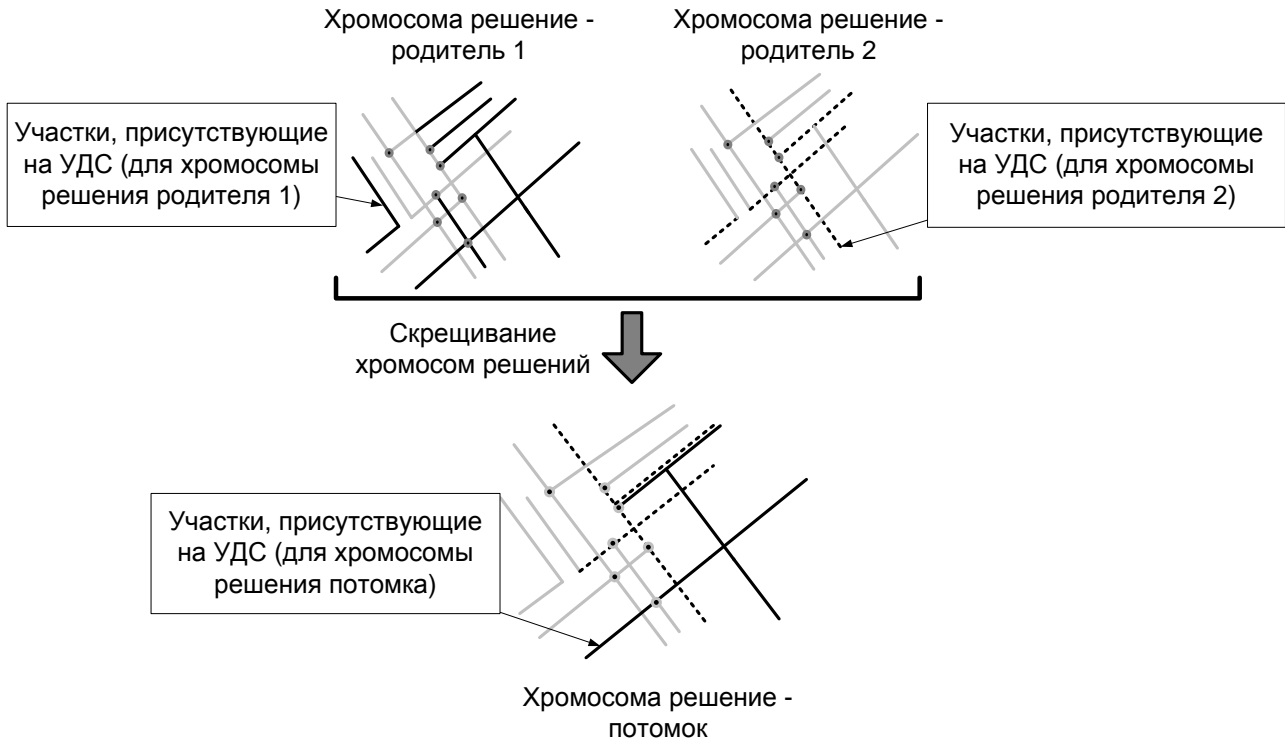 Хромосома решение -
родитель 1
Хромосома решение -
родитель 2
Участки, присутствующие
на УДС (для хромосомы
решения родителя 1)
Участки, присутствующие
на УДС (для хромосомы
решения родителя 2)
Скрещивание
хромосом решений
Участки, присутствующие
на УДС (для хромосомы
решения потомка)
Хромосома решение -
потомок